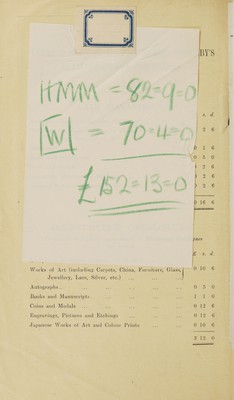 BY'S
HMM = 82=9=0
W = 70=4=0
£152=13=0
s. d.
2 6
0 1 6
0 5 0
2 6
2 6
2 6
0 18 6
£ s. d.
Works of Art (including Carpets, China, Furniture, Glass, Jewellery, Lace, Silver, etc.) ... 0 10 6
Autographs ... 0 5 0
Books and Manuscripts ... 1 1 0
Coins and Medals ... 0 12 6
Engravings, Pictures and Etchings ... 0 12 6
Japanese Works of Art and Colour Prints 0 10 6
3 12 0